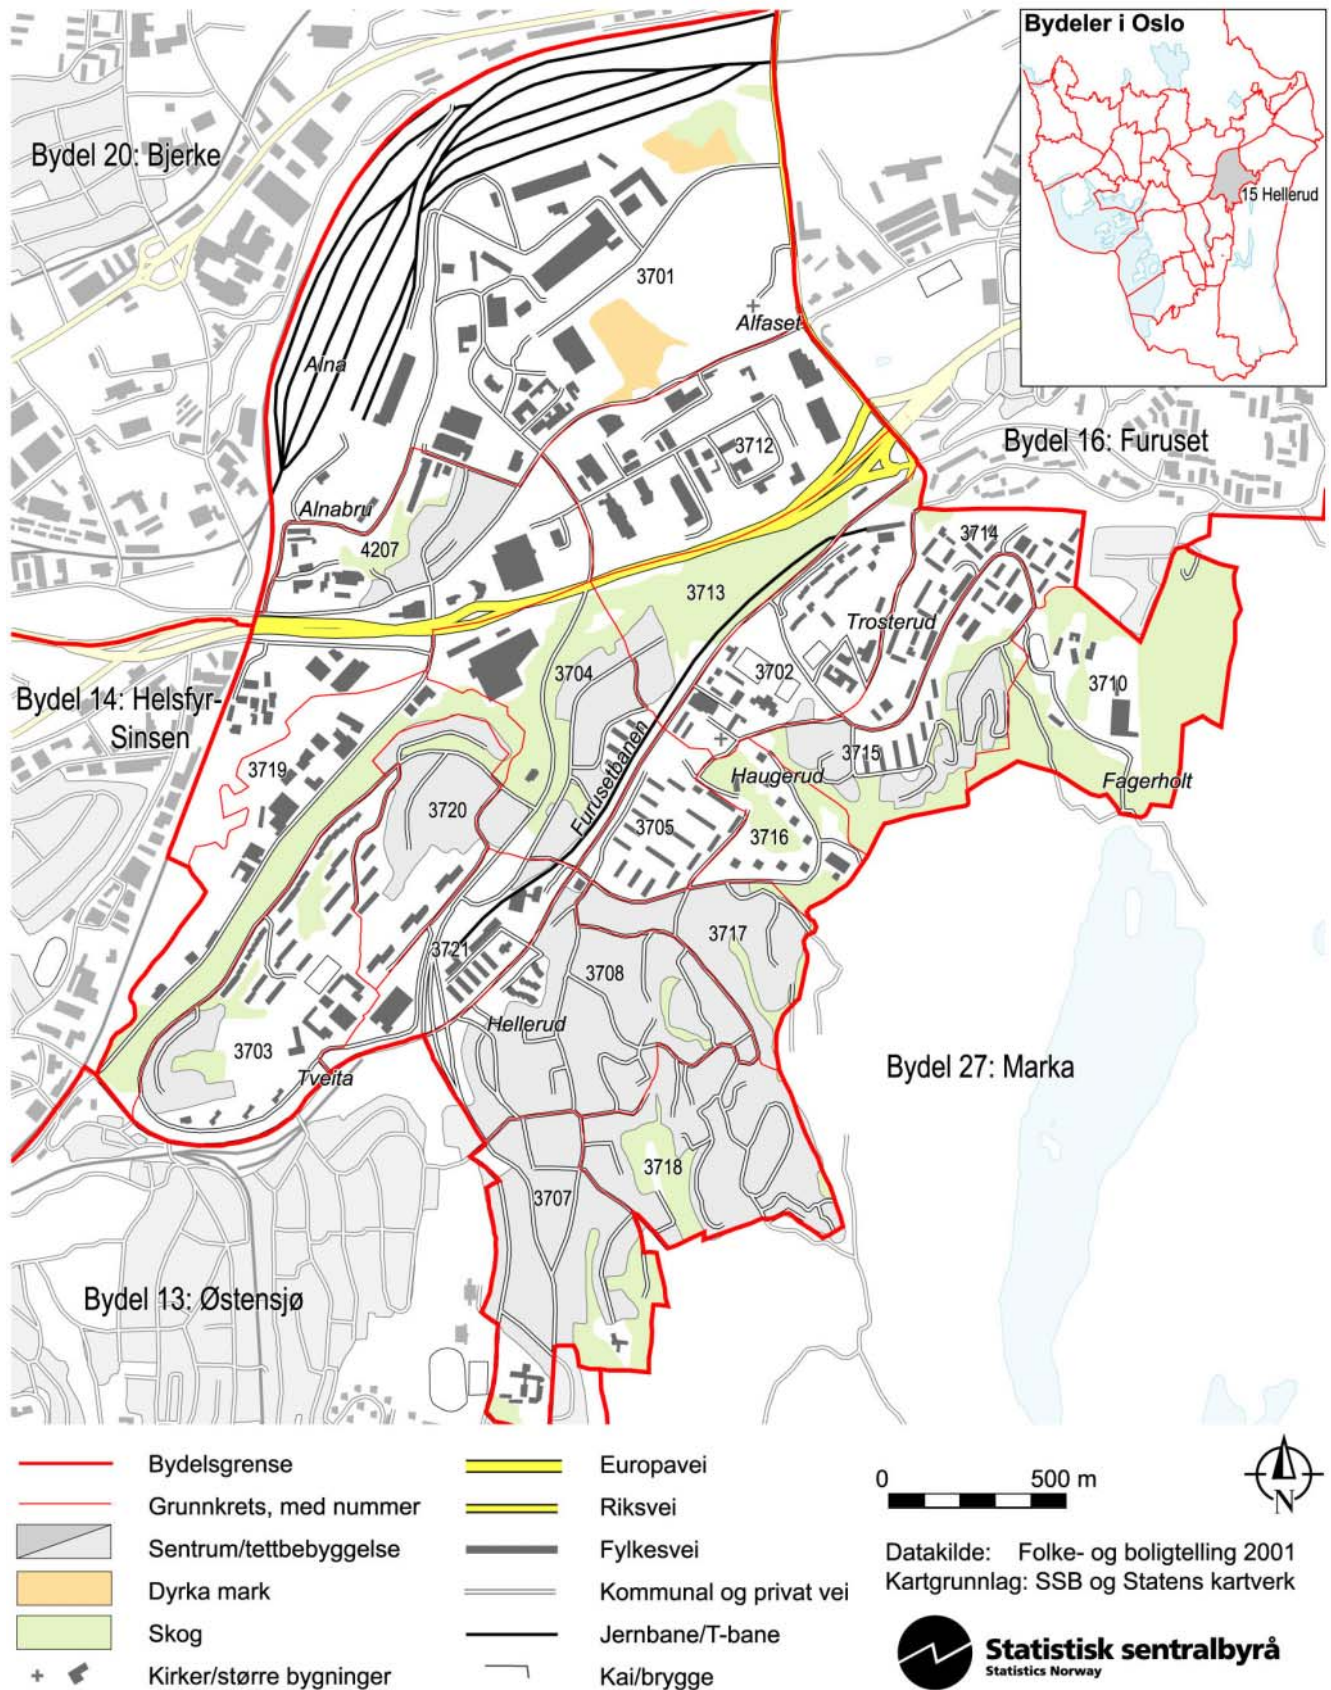 Bydeler i Oslo
15 Hellerud
Bydel 20: Bjerke
3701
Alfaset
Alna
3712
Bydel 16: Furuset
Alnabru
4207
3714
3713
Trosterud
3704
3702
3710
Bydel 14: Helsfyr-
Sinsen
3719
3715
Haugerud
Fagerholt
Furusetbanen
3720
3705
3716
3717
3721
3708
Hellerud
3703
Tveita
Bydel 27: Marka
3718
3707
Bydel 13: Østensjø
Bydelsgrense
Grunnkrets, med nummer
Sentrum/tettbebyggelse
Dyrka mark
Skog
Kirker/større bygninger
Europavei
Riksvei
Fylkesvei
Kommunal og privat vei
Jernbane/T-bane
Kai/brygge
0 500 m
N
Datakilde: Folke- og boligtelling 2001
Kartgrunnlag: SSB og Statens kartverk
Statistisk sentralbyrå
Statistics Norway